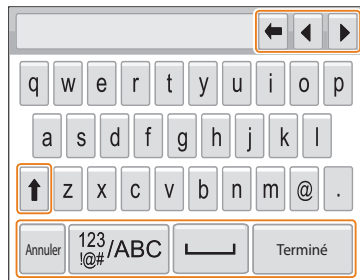 q w e r t y u i o p
a s d f g h j k l
z x c v b n m @ .
Annuler 123 !@# /ABC Terminé